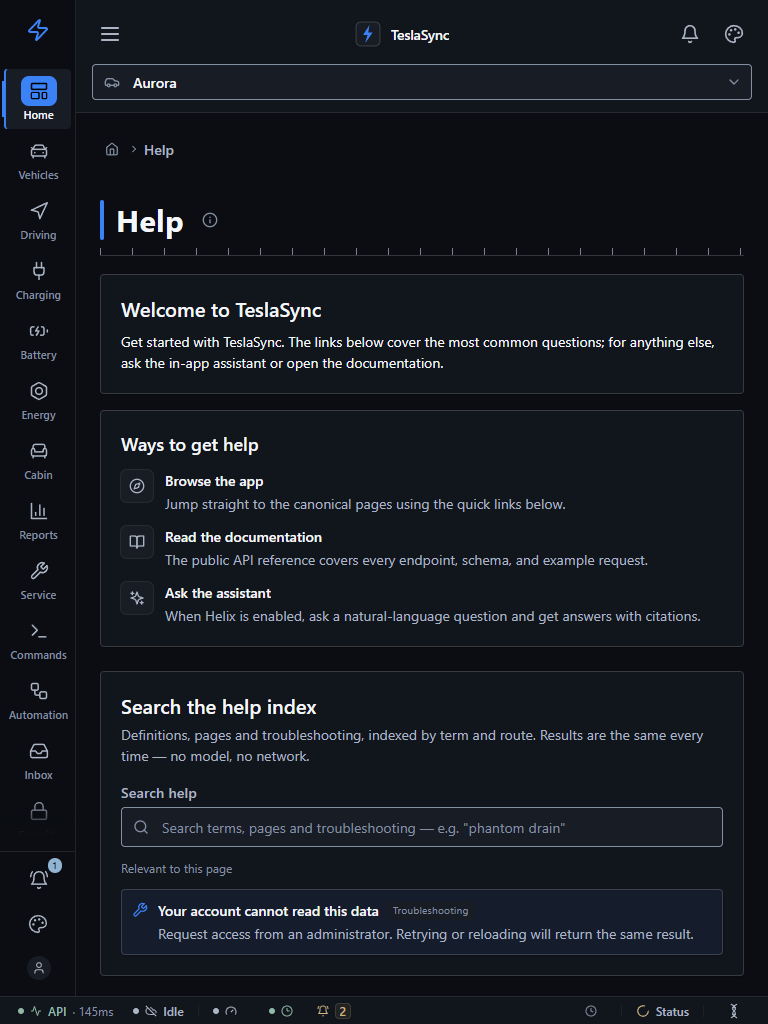 TeslaSync
Aurora
Home
Vehicles
Driving
Charging
Battery
Energy
Cabin
Reports
Service
Commands
Automation
Inbox
1
Help
Help
Welcome to TeslaSync
Get started with TeslaSync. The links below cover the most common questions; for anything else,
ask the in-app assistant or open the documentation.
Ways to get help
Browse the app
Jump straight to the canonical pages using the quick links below.
Read the documentation
The public API reference covers every endpoint, schema, and example request.
Ask the assistant
When Helix is enabled, ask a natural-language question and get answers with citations.
Search the help index
Definitions, pages and troubleshooting, indexed by term and route. Results are the same every
time — no model, no network.
Search help
Search terms, pages and troubleshooting — e.g. "phantom drain"
Relevant to this page
Your account cannot read this data Troubleshooting
Request access from an administrator. Retrying or reloading will return the same result.
API · 145ms Idle 2 Status